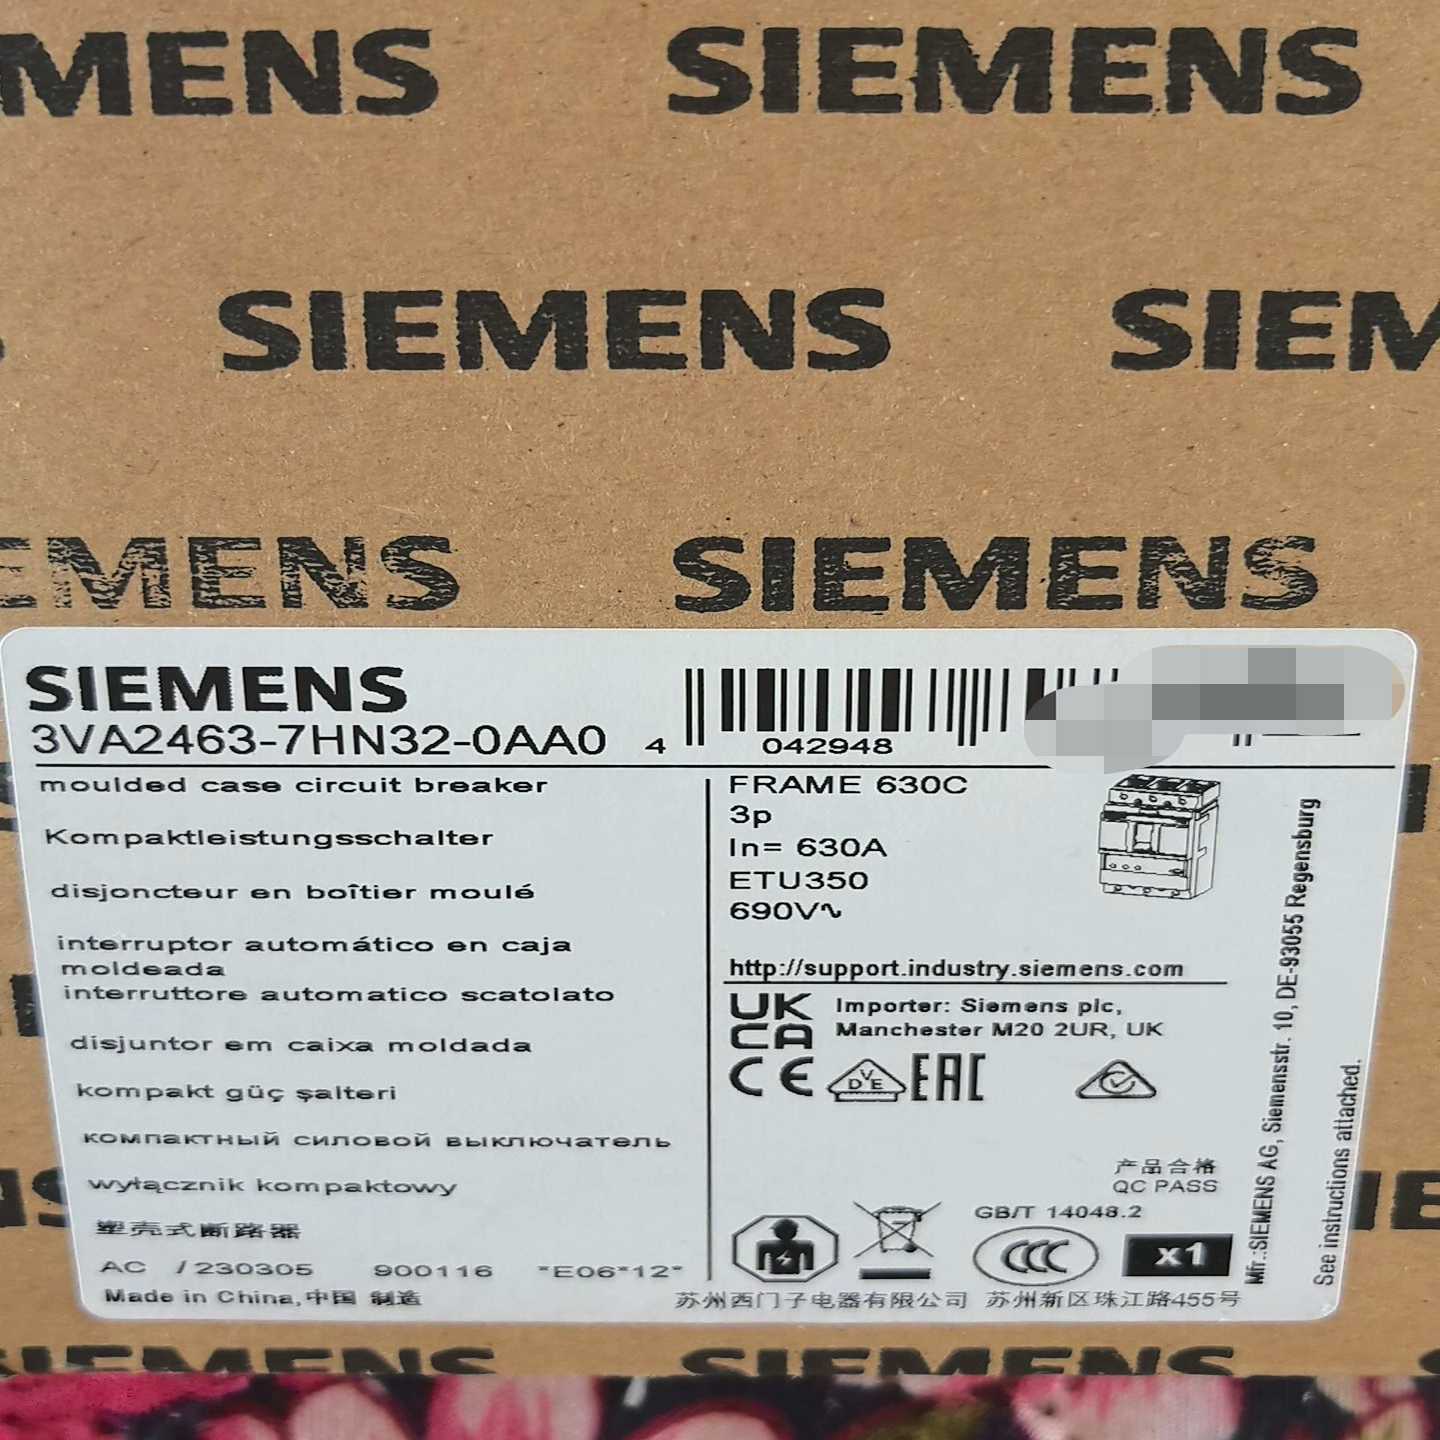 SIEMENS
SIEMENS
SIEMENS
SIEMENS
SIEMENS
SIEMENS
3VA2463-7HN32-0AA0
4 042948
moulded case circuit breaker
Kompaktleistungsschalter
disjoncteur en boîtier moulé
interruptor automático en caja
moldeada
interruttore automatico scatolato
disjuntor em caixa moldada
kompakt güç şalteri
компактный силовой выключатель
wyłącznik kompaktowy
塑壳式断路器
AC /230305 900116 *E06*12*
Made in China,中国 制造
FRAME 630C
3p
In= 630A
ETU350
690V∿
http://support.industry.siemens.com
UK
CA
Importer: Siemens plc,
Manchester M20 2UR, UK
CE
VDE
EAC
产品合格
QC PASS
GB/T 14048.2
CCC
x1
苏州西门子电器有限公司 苏州新区珠江路455号
Mfr.:SIEMENS AG, Siemensstr. 10, DE-93055 Regensburg
See instructions attached.
SIEMENS
SIEMENS